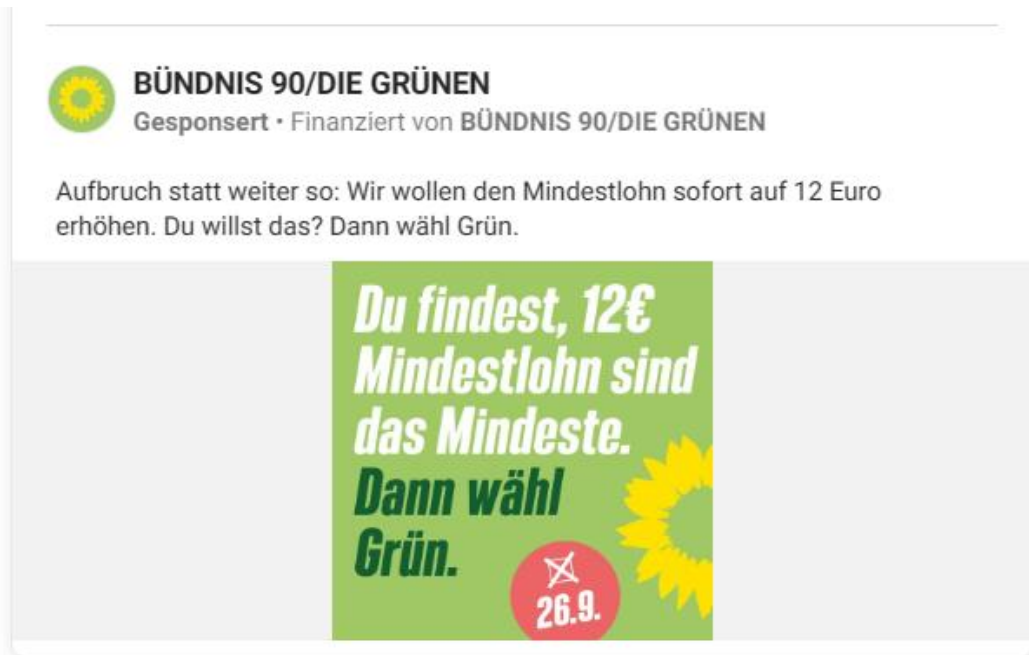 BÜNDNIS 90/DIE GRÜNEN
Gesponsert • Finanziert von BÜNDNIS 90/DIE GRÜNEN
Aufbruch statt weiter so: Wir wollen den Mindestlohn sofort auf 12 Euro
erhöhen. Du willst das? Dann wähl Grün.
Du findest, 12€
Mindestlohn sind
das Mindeste.
Dann wähl
Grün.
26.9.